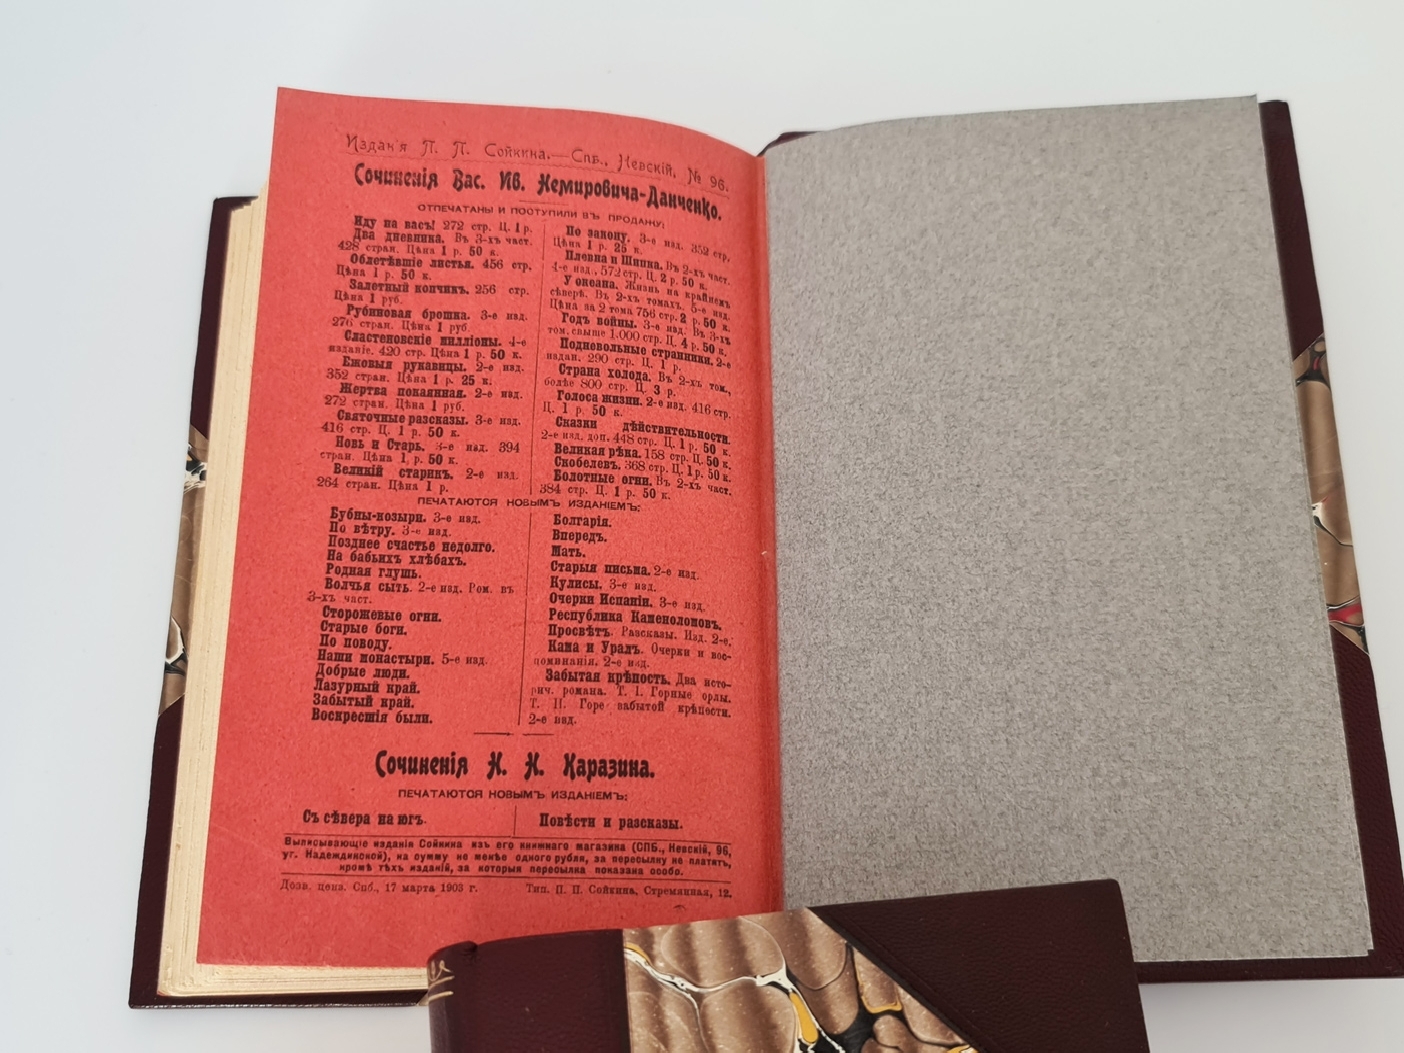 Изданія П. П. Сойкина.—Спб., Невскій, № 96.
Сочиненія Вас. Ив. Немировича-Данченко.
ОТПЕЧАТАНЫ И ПОСТУПИЛИ ВЪ ПРОДАЖУ:
Иду на васъ! 272 стр. Ц. 1 р.
Два дневника. Въ 3-хъ част.
428 стран. Цѣна 1 р. 50 к.
Облетѣвшіе листья. 456 стр.
Цѣна 1 р. 50 к.
Залетный копчикъ. 256 стр.
Цѣна 1 руб.
Рубиновая брошка. 3-е изд.
276 стран. Цѣна 1 руб.
Сластеновскіе милліоны. 4-е
изданіе. 420 стр. Цѣна 1 р. 50 к.
Ежовыя рукавицы. 2-е изд.
352 стран. Цѣна 1 р. 25 к.
Жертва покаянная. 2-е изд.
272 стран. Цѣна 1 руб.
Святочные разсказы. 3-е изд.
416 стр. Ц. 1 р. 50 к.
Новь и Старь. 3-е изд. 394
стран. Цѣна 1 р. 50 к.
Великій старикъ. 2-е изд.
264 стран. Цѣна 1 р.
По закону. 3-е изд. 352 стр.
Цѣна 1 р. 25 к.
Плевна и Шипка. Въ 2-хъ част.
4-е изд., 572 стр. Ц. 2 р. 50 к.
У океана. Жизнь на крайнемъ
сѣверѣ. Въ 2-хъ томахъ. 5-е изд.
Цѣна за 2 тома 756 стр. 2 р. 50 к.
Годъ войны. 3-е изд. Въ 3-хъ
том. свыше 1.000 стр. Ц. 4 р. 50 к.
Подневольные странники. 2-е
издан. 290 стр. Ц. 1 р.
Страна холода. Въ 2-хъ том.,
болѣе 800 стр. Ц. 3 р.
Голоса жизни. 2-е изд. 416 стр.
Ц. 1 р. 50 к.
Сказки дѣйствительности.
2-е изд. доп. 448 стр. Ц. 1 р. 50 к.
Великая рѣка. 158 стр. Ц. 50 к.
Скобелевъ. 368 стр. Ц. 1 р. 50 к.
Болотные огни. Въ 2-хъ част.
384 стр. Ц. 1 р. 50 к.
ПЕЧАТАЮТСЯ НОВЫМЪ ИЗДАНІЕМЪ:
Бубны-козыри. 3-е изд.
По вѣтру. 3-е изд.
Позднее счастье недолго.
На бабьихъ хлѣбахъ.
Родная глушь.
Волчья сыть. 2-е изд. Ром. въ
3-хъ част.
Сторожевые огни.
Старые боги.
По поводу.
Наши монастыри. 5-е изд.
Добрые люди.
Лазурный край.
Забытый край.
Воскресшія были.
Болгарія.
Впередъ.
Мать.
Старыя письма. 2-е изд.
Кулисы. 3-е изд.
Очерки Испаніи. 3-е изд.
Республика Каменоломовъ.
Просвѣтъ. Разсказы. Изд. 2-е.
Кама и Уралъ. Очерки и вос-
поминанія. 2-е изд.
Забытая крѣпость. Два исто-
рич. романа. Т. I. Горные орлы.
Т. II. Горе забытой крѣпости.
2-е изд.
Сочиненія Н. Н. Каразина.
ПЕЧАТАЮТСЯ НОВЫМЪ ИЗДАНІЕМЪ:
Съ сѣвера на югъ.
Повѣсти и разсказы.
Выписывающіе изданія Сойкина изъ его книжнаго магазина (СПБ., Невскій, 96,
уг. Надеждинской), на сумму не менѣе одного рубля, за пересылку не платятъ,
кромѣ тѣхъ изданій, за которыя пересылка показана особо.
Дозв. ценз. Спб., 17 марта 1903 г.
Тип. П. П. Сойкина, Стремянная, 12.